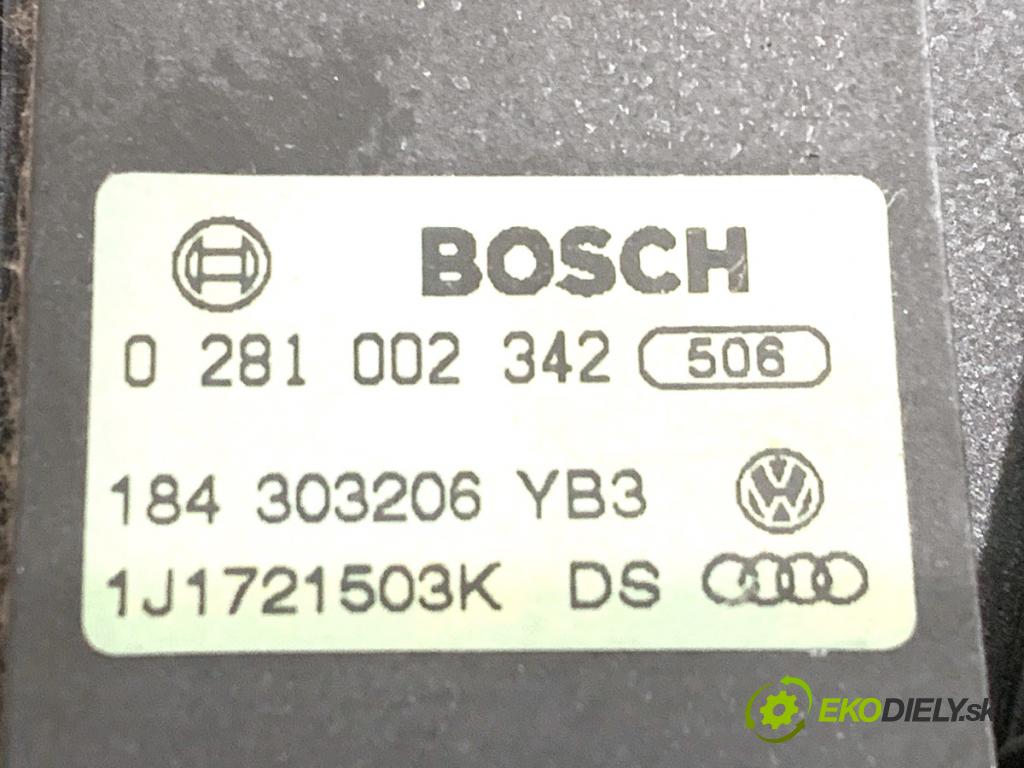 BOSCH
0 281 002 342 506
184 303206 YB3
1J1721503K DS
EKODIELY.sk